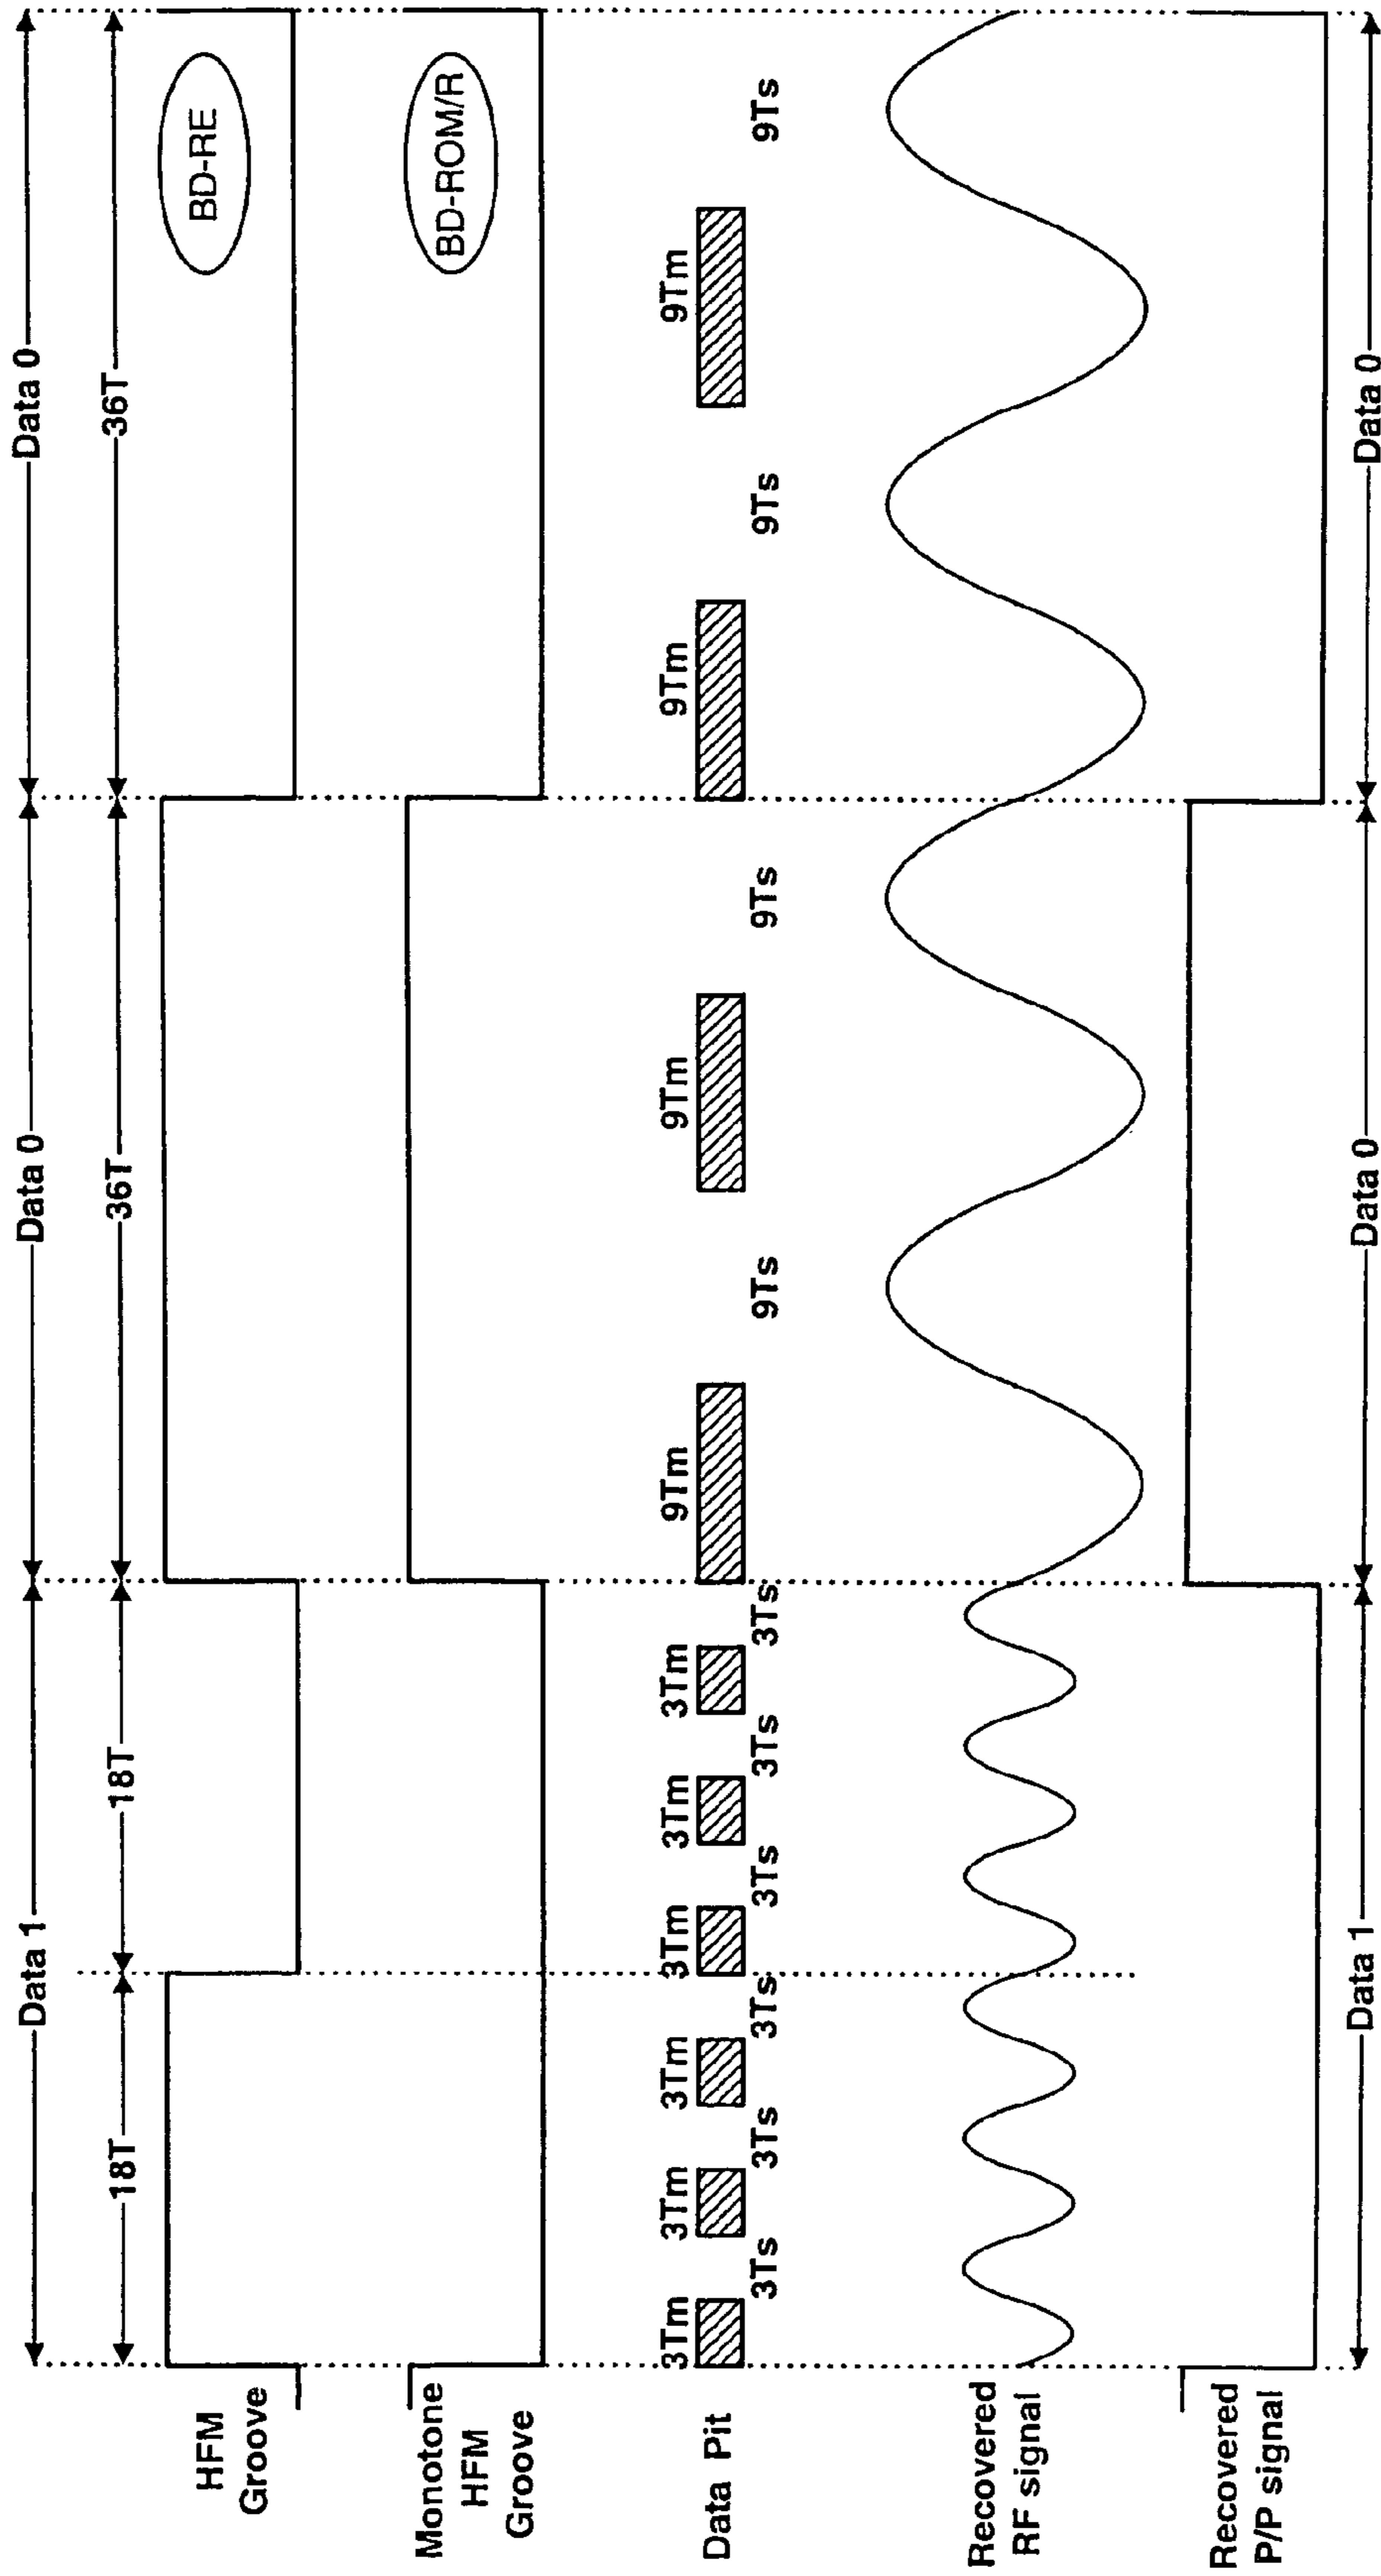 Data 1 Data 0 Data 0
18T 18T 36T 36T
HFM
Groove
BD-RE
Monotone
HFM
Groove
BD-ROM/R
3Tm 3Tm 3Tm 3Tm 3Tm 3Tm 9Tm 9Tm 9Tm 9Tm
Data Pit
3Ts 3Ts 3Ts 3Ts 3Ts 3Ts 9Ts 9Ts 9Ts 9Ts
Recovered
RF signal
Recovered
P/P signal
Data 1 Data 0 Data 0